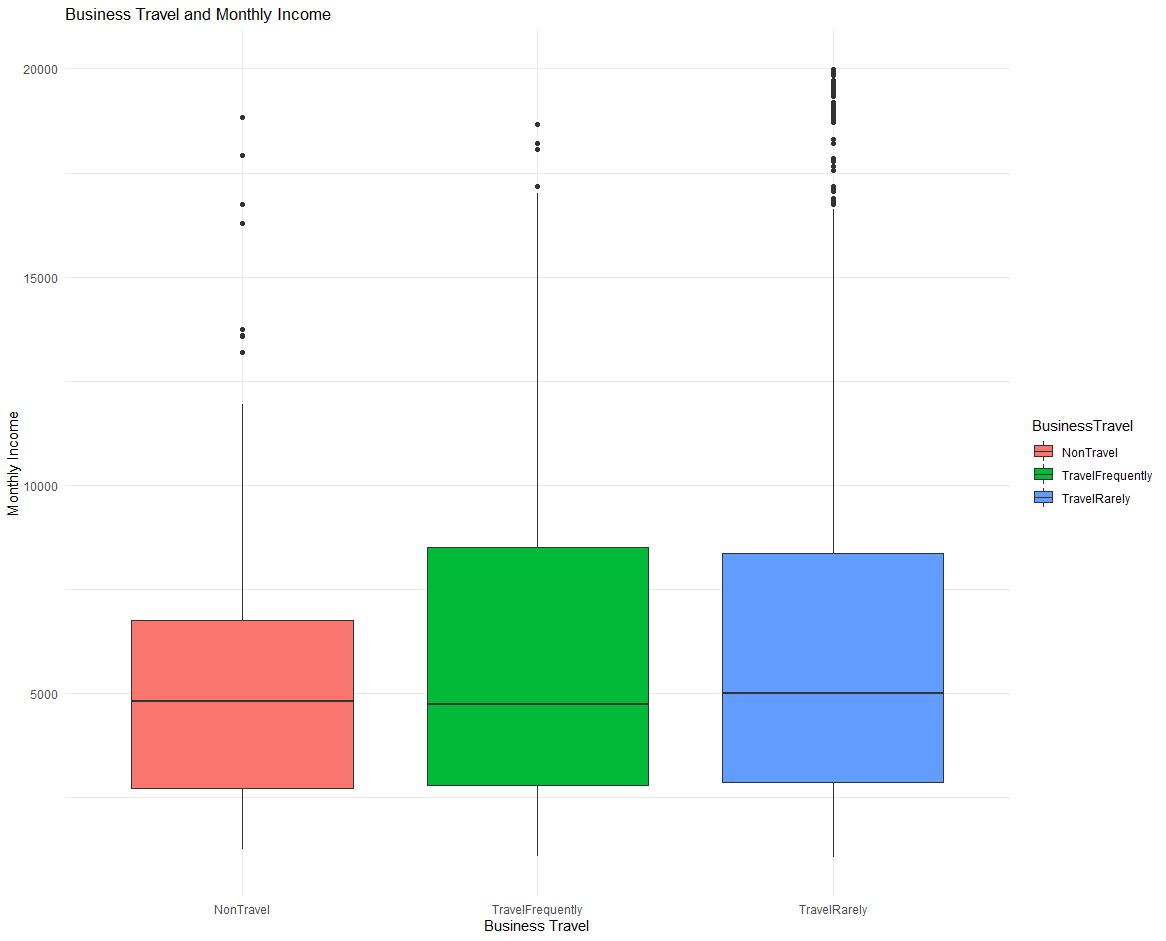 Business Travel and Monthly Income
20000
15000
10000
5000
Monthly Income
NonTravel
TravelFrequently
TravelRarely
Business Travel
BusinessTravel
NonTravel
TravelFrequently
TravelRarely